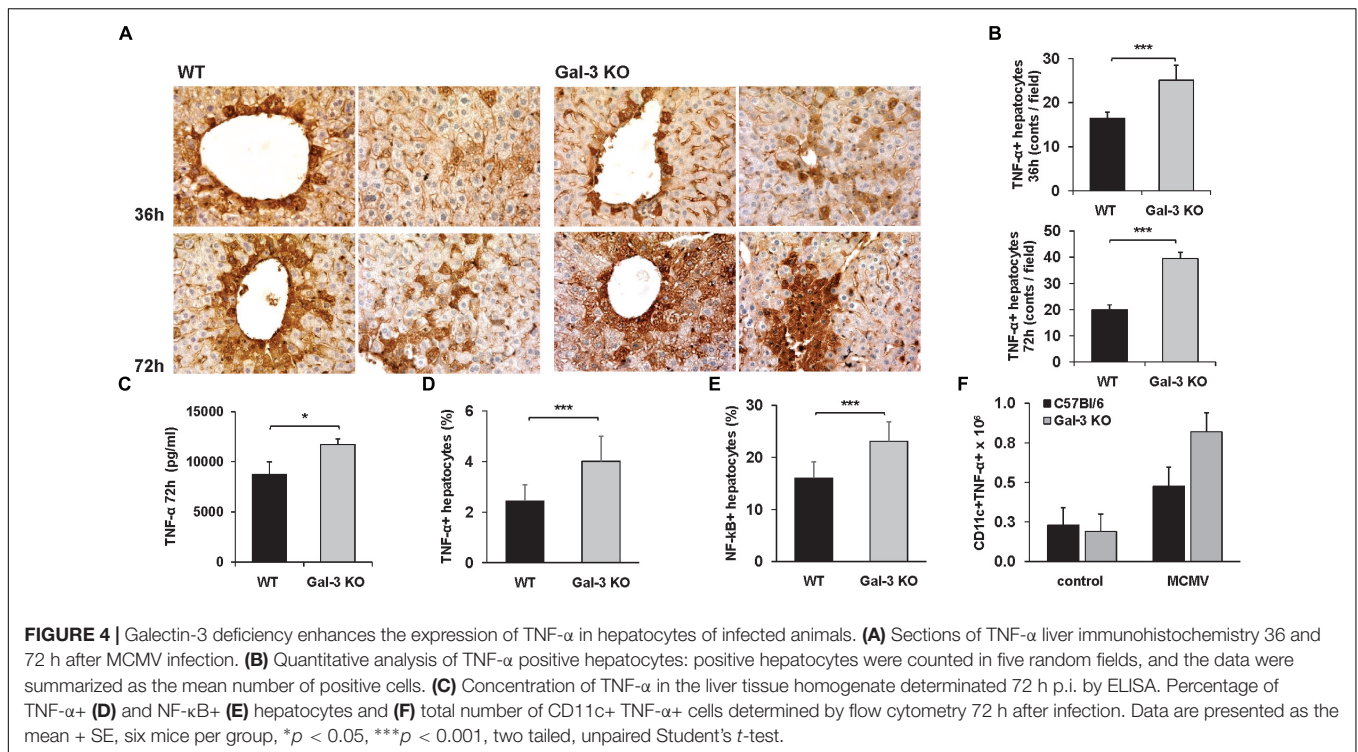 A
WT
Gal-3 KO
36h
72h
B
TNF-α+ hepatocytes
36h (conts / field)
30
20
10
0
***
WT Gal-3 KO
TNF-α+ hepatocytes
72h (conts / field)
50
40
30
20
10
0
***
WT Gal-3 KO
C
TNF-α 72h (pg/ml)
15000
10000
5000
0
*
WT Gal-3 KO
D
TNF-α+ hepatocytes (%)
6
4
2
0
***
WT Gal-3 KO
E
NF-kB+ hepatocytes (%)
30
20
10
0
***
WT Gal-3 KO
F
CD11c+TNF-α+ x 10⁶
1.0
0.8
0.5
0.3
0.0
C57Bl/6
Gal-3 KO
control MCMV
FIGURE 4 | Galectin-3 deficiency enhances the expression of TNF-α in hepatocytes of infected animals. (A) Sections of TNF-α liver immunohistochemistry 36 and
72 h after MCMV infection. (B) Quantitative analysis of TNF-α positive hepatocytes: positive hepatocytes were counted in five random fields, and the data were
summarized as the mean number of positive cells. (C) Concentration of TNF-α in the liver tissue homogenate determinated 72 h p.i. by ELISA. Percentage of
TNF-α+ (D) and NF-κB+ (E) hepatocytes and (F) total number of CD11c+ TNF-α+ cells determined by flow cytometry 72 h after infection. Data are presented as the
mean + SE, six mice per group, *p < 0.05, ***p < 0.001, two tailed, unpaired Student's t-test.